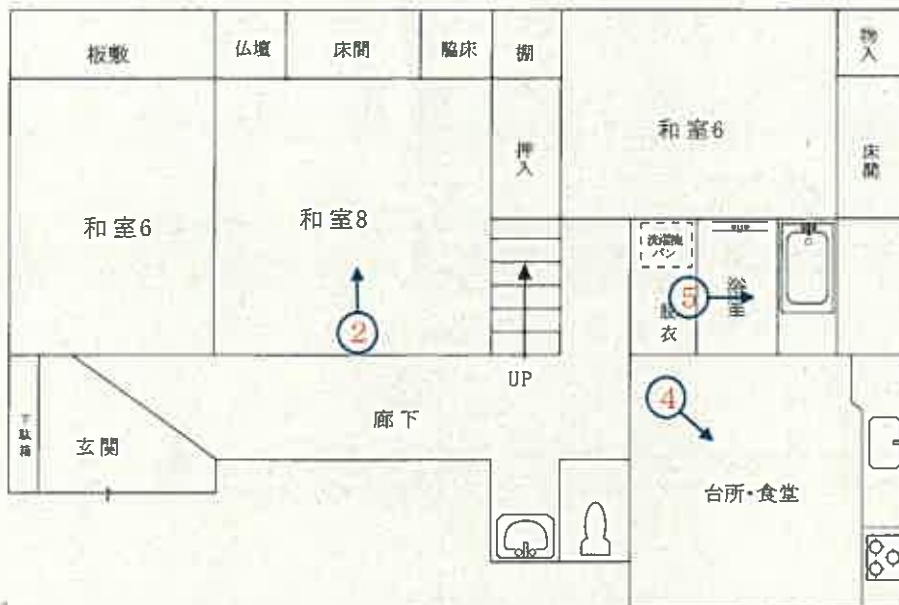 板敷
仏壇
床間
脇床
棚
物入
和室6
押入
床間
和室6
和室8
洗濯機
パン
浴室
⑤
脱衣
②
UP
④
下駄箱
玄関
廊下
台所・食堂